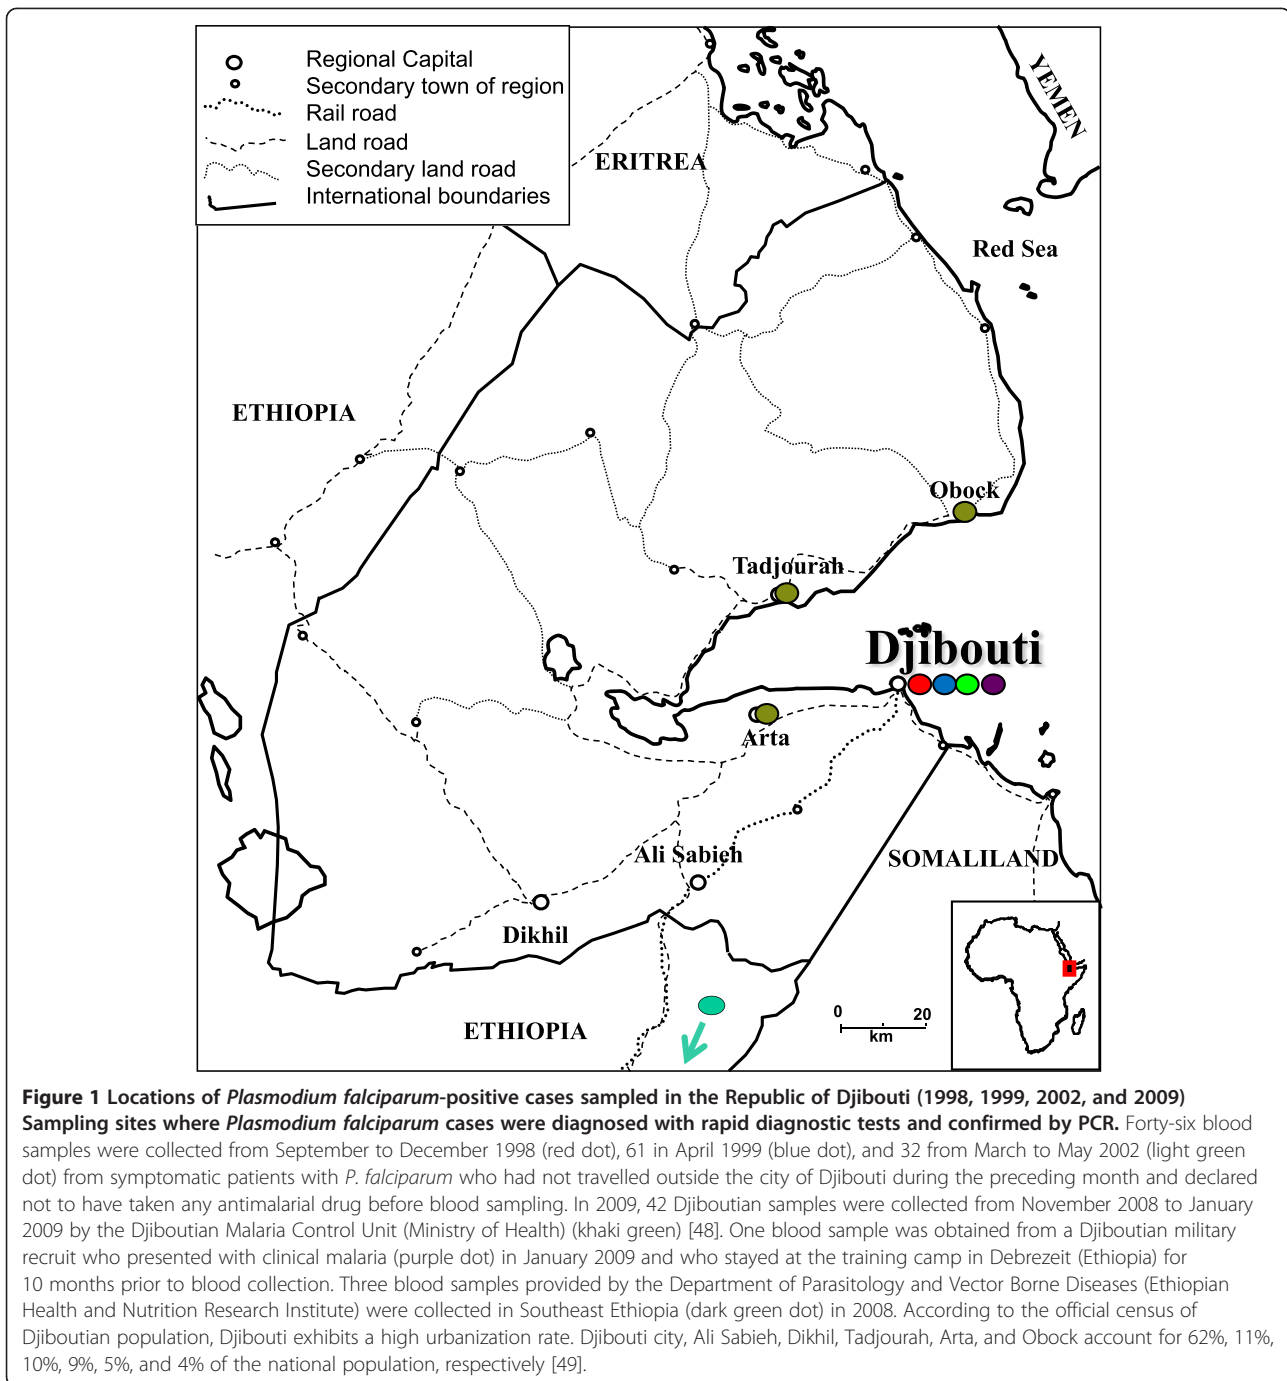 Regional Capital
Secondary town of region
Rail road
Land road
Secondary land road
International boundaries
YEMEN
ERITREA
Red Sea
ETHIOPIA
Obock
Tadjourah
Djibouti
Arta
Ali Sabieh
SOMALILAND
Dikhil
ETHIOPIA
0 20
km
Figure 1 Locations of Plasmodium falciparum-positive cases sampled in the Republic of Djibouti (1998, 1999, 2002, and 2009)
Sampling sites where Plasmodium falciparum cases were diagnosed with rapid diagnostic tests and confirmed by PCR. Forty-six blood
samples were collected from September to December 1998 (red dot), 61 in April 1999 (blue dot), and 32 from March to May 2002 (light green
dot) from symptomatic patients with P. falciparum who had not travelled outside the city of Djibouti during the preceding month and declared
not to have taken any antimalarial drug before blood sampling. In 2009, 42 Djiboutian samples were collected from November 2008 to January
2009 by the Djiboutian Malaria Control Unit (Ministry of Health) (khaki green) [48]. One blood sample was obtained from a Djiboutian military
recruit who presented with clinical malaria (purple dot) in January 2009 and who stayed at the training camp in Debrezeit (Ethiopia) for
10 months prior to blood collection. Three blood samples provided by the Department of Parasitology and Vector Borne Diseases (Ethiopian
Health and Nutrition Research Institute) were collected in Southeast Ethiopia (dark green dot) in 2008. According to the official census of
Djiboutian population, Djibouti exhibits a high urbanization rate. Djibouti city, Ali Sabieh, Dikhil, Tadjourah, Arta, and Obock account for 62%, 11%,
10%, 9%, 5%, and 4% of the national population, respectively [49].